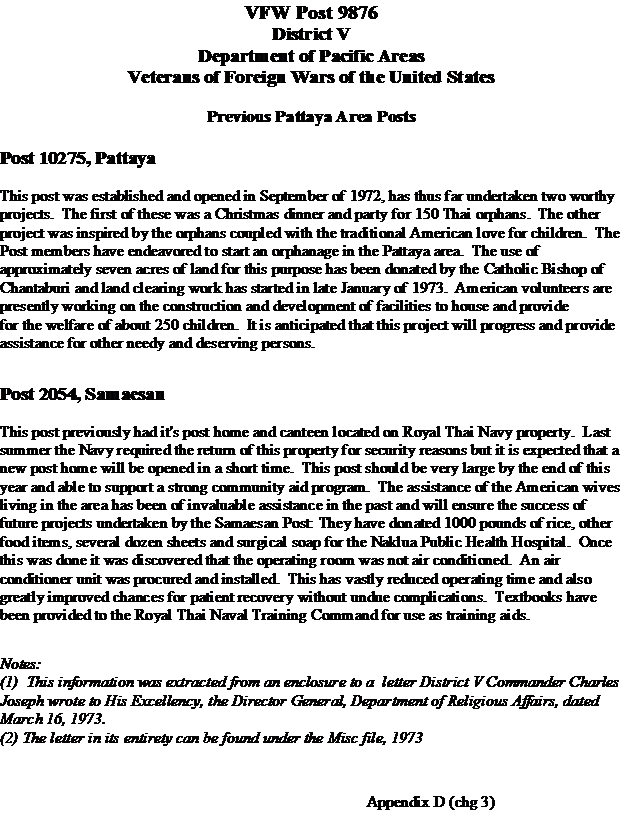 VFW Post 9876
District V
Department of Pacific Areas
Veterans of Foreign Wars of the United States
Previous Pattaya Area Posts
Post 10275, Pattaya
This post was established and opened in September of 1972, has thus far undertaken two worthy
projects. The first of these was a Christmas dinner and party for 150 Thai orphans. The other
project was inspired by the orphans coupled with the traditional American love for children. The
Post members have endeavored to start an orphanage in the Pattaya area. The use of
approximately seven acres of land for this purpose has been donated by the Catholic Bishop of
Chantaburi and land clearing work has started in late January of 1973. American volunteers are
presently working on the construction and development of facilities to house and provide
for the welfare of about 250 children. It is anticipated that this project will progress and provide
assistance for other needy and deserving persons.
Post 2054, Samaesan
This post previously had it's post home and canteen located on Royal Thai Navy property. Last
summer the Navy required the return of this property for security reasons but it is expected that a
new post home will be opened in a short time. This post should be very large by the end of this
year and able to support a strong community aid program. The assistance of the American wives
living in the area has been of invaluable assistance in the past and will ensure the success of
future projects undertaken by the Samaesan Post. They have donated 1000 pounds of rice, other
food items, several dozen sheets and surgical soap for the Naklua Public Health Hospital. Once
this was done it was discovered that the operating room was not air conditioned. An air
conditioner unit was procured and installed. This has vastly reduced operating time and also
greatly improved chances for patient recovery without undue complications. Textbooks have
been provided to the Royal Thai Naval Training Command for use as training aids.
Notes:
(1) This information was extracted from an enclosure to a letter District V Commander Charles
Joseph wrote to His Excellency, the Director General, Department of Religious Affairs, dated
March 16, 1973.
(2) The letter in its entirety can be found under the Misc file, 1973
Appendix D (chg 3)